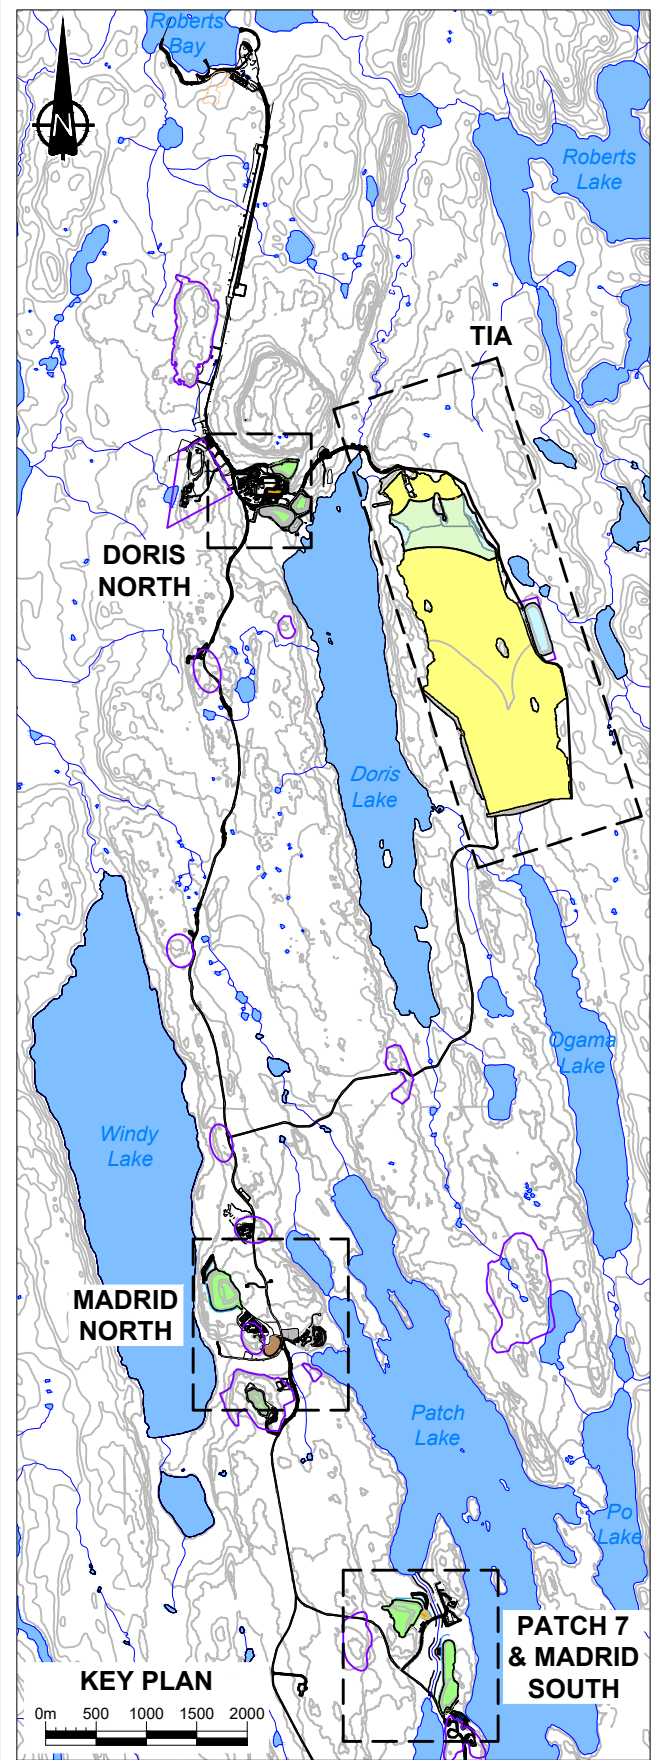 Roberts
Bay
N
Roberts
Lake
TIA
DORIS
NORTH
Doris
Lake
Ogama
Lake
Windy
Lake
MADRID
NORTH
Patch
Lake
Po
Lake
PATCH 7
& MADRID
SOUTH
KEY PLAN
0m 500 1000 1500 2000